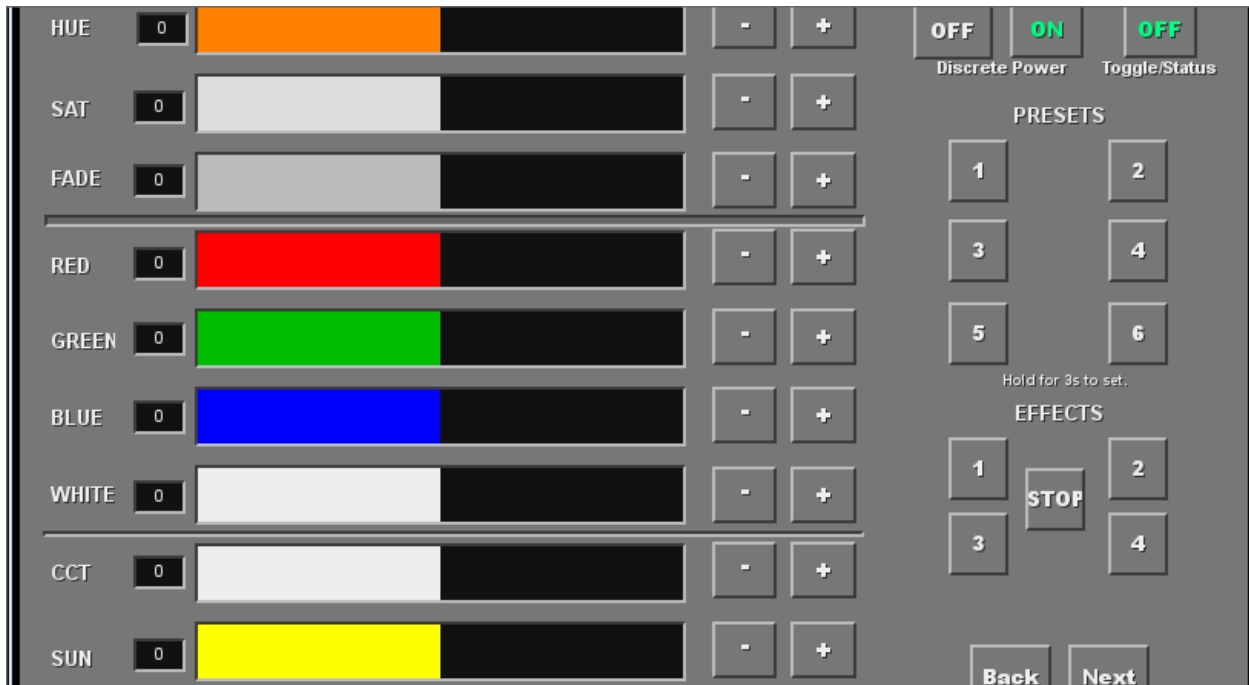 HUE 0 - + OFF ON OFF
Discrete Power Toggle/Status
SAT 0 - + PRESETS
FADE 0 - + 1 2
RED 0 - + 3 4
GREEN 0 - + 5 6
Hold for 3s to set.
BLUE 0 - + EFFECTS
1 2
WHITE 0 - + STOP
CCT 0 - + 3 4
SUN 0 - + Back Next